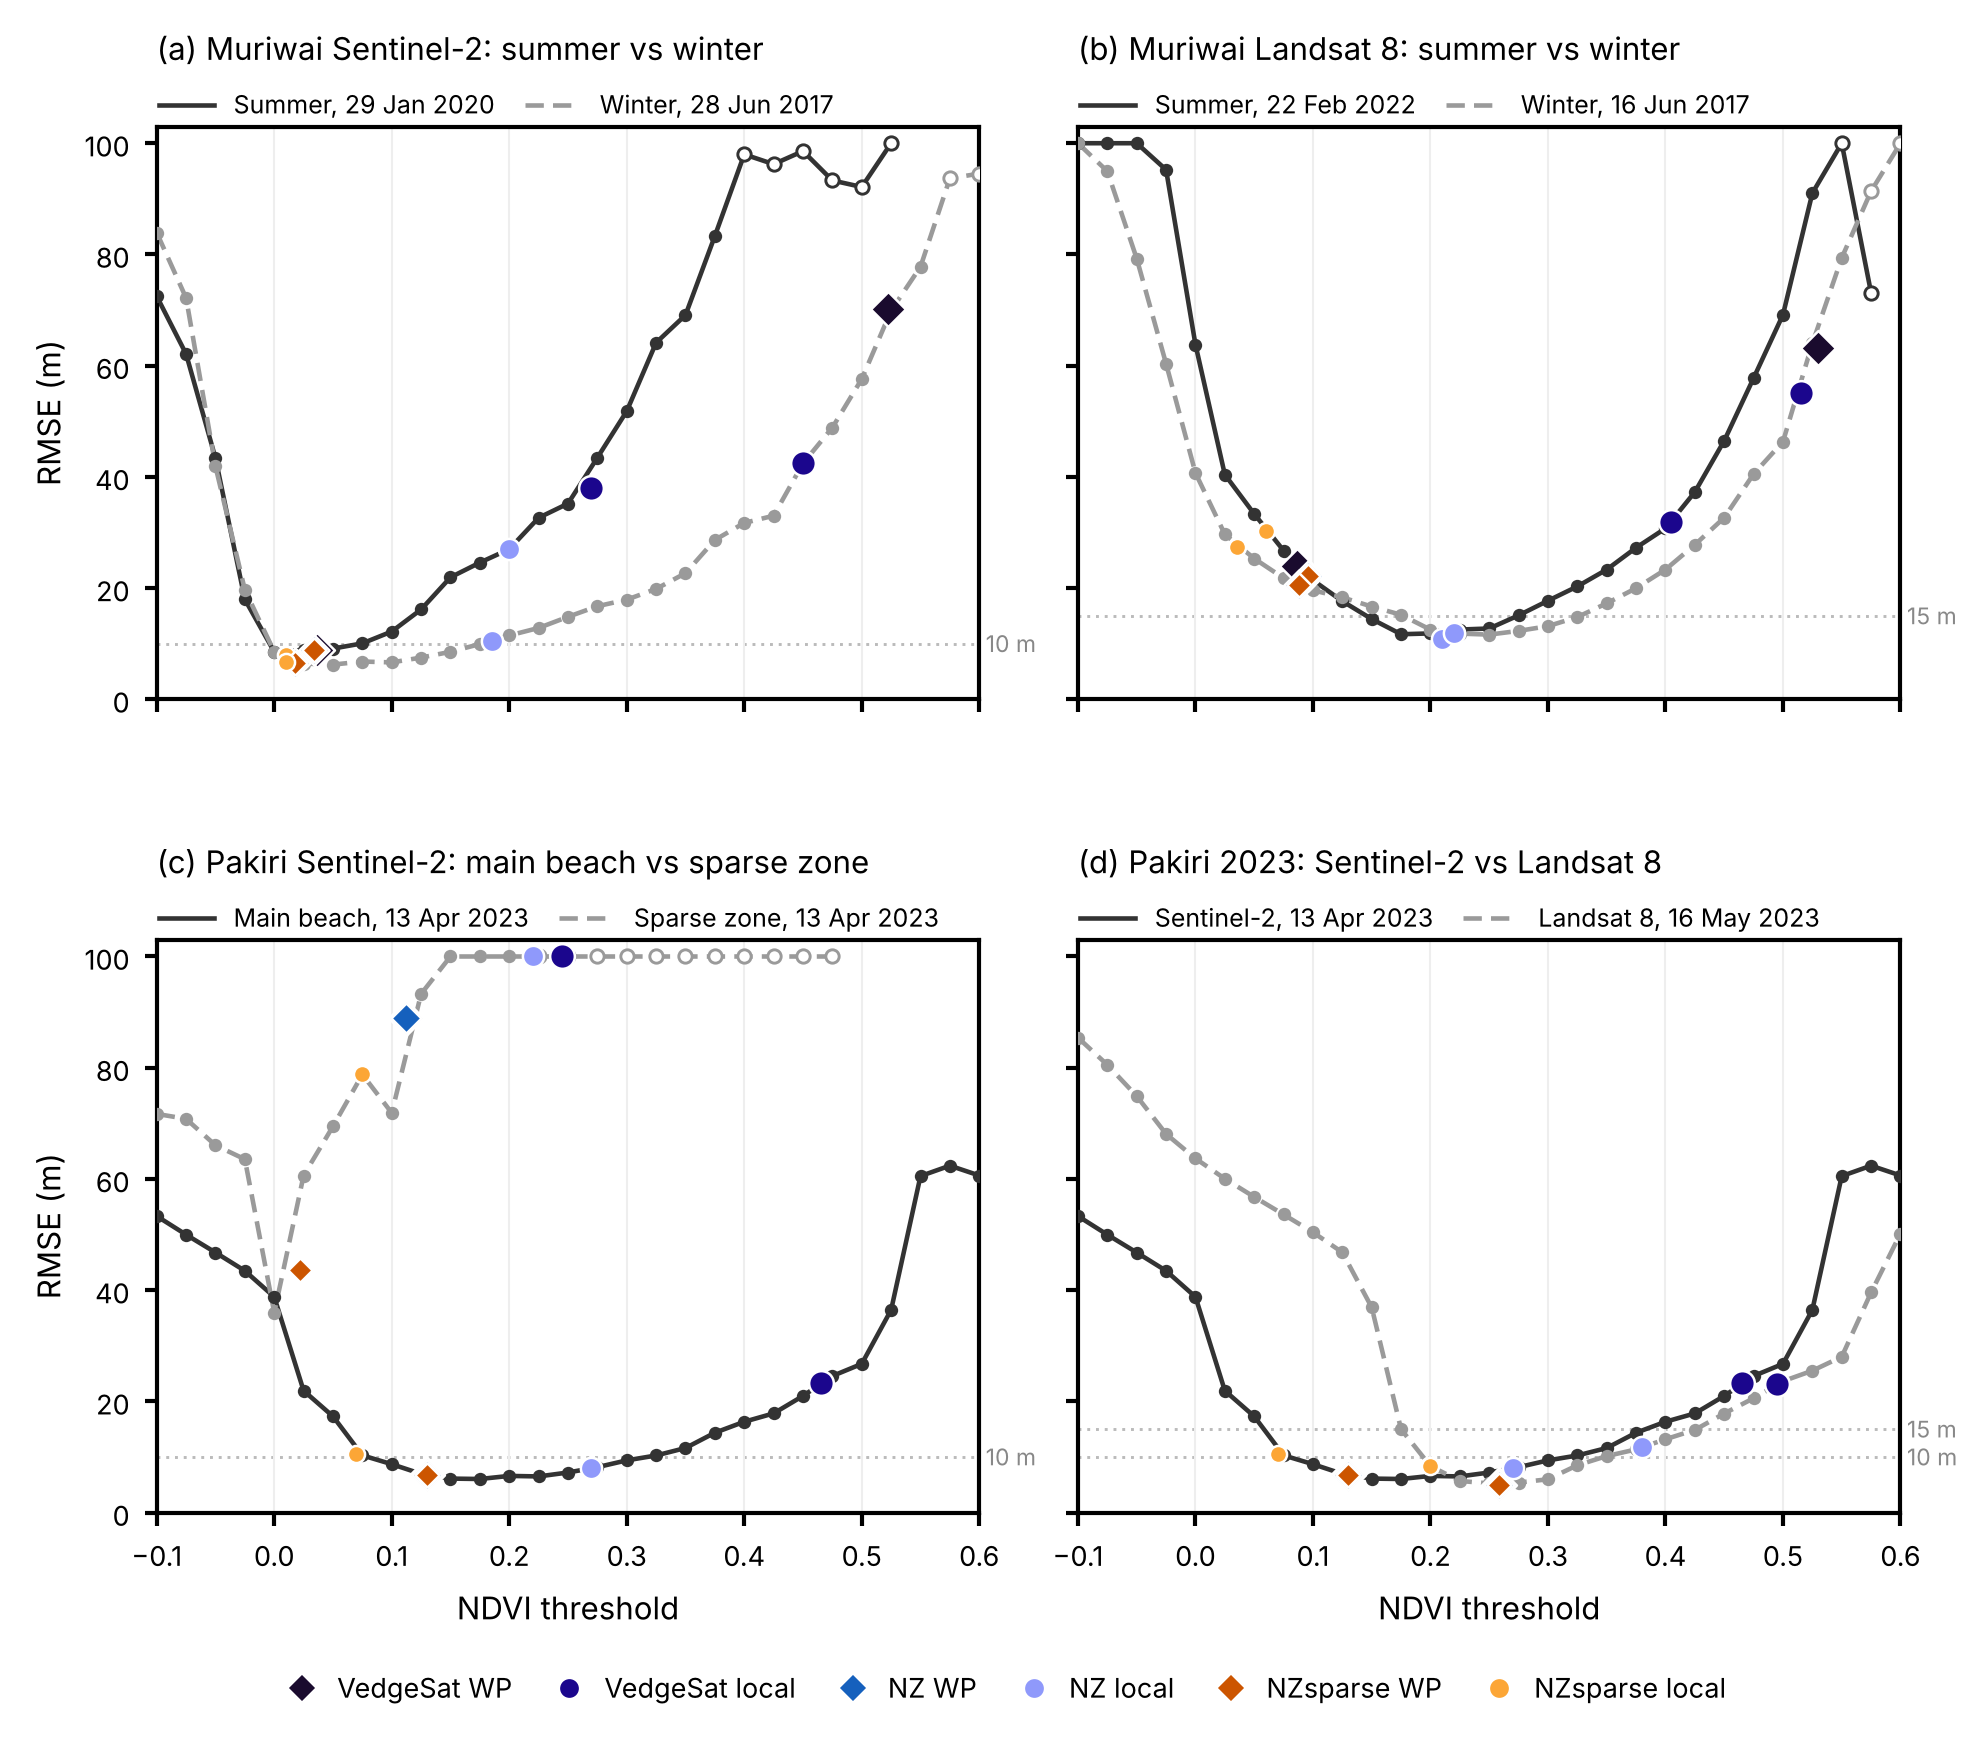 (a) Muriwai Sentinel-2: summer vs winter
Summer, 29 Jan 2020 Winter, 28 Jun 2017
100
80
60
40
20
0
RMSE (m)
10 m
(b) Muriwai Landsat 8: summer vs winter
Summer, 22 Feb 2022 Winter, 16 Jun 2017
15 m
(c) Pakiri Sentinel-2: main beach vs sparse zone
Main beach, 13 Apr 2023 Sparse zone, 13 Apr 2023
100
80
60
40
20
0
RMSE (m)
10 m
−0.1 0.0 0.1 0.2 0.3 0.4 0.5 0.6
NDVI threshold
(d) Pakiri 2023: Sentinel-2 vs Landsat 8
Sentinel-2, 13 Apr 2023 Landsat 8, 16 May 2023
15 m
10 m
−0.1 0.0 0.1 0.2 0.3 0.4 0.5 0.6
NDVI threshold
VedgeSat WP VedgeSat local NZ WP NZ local NZsparse WP NZsparse local